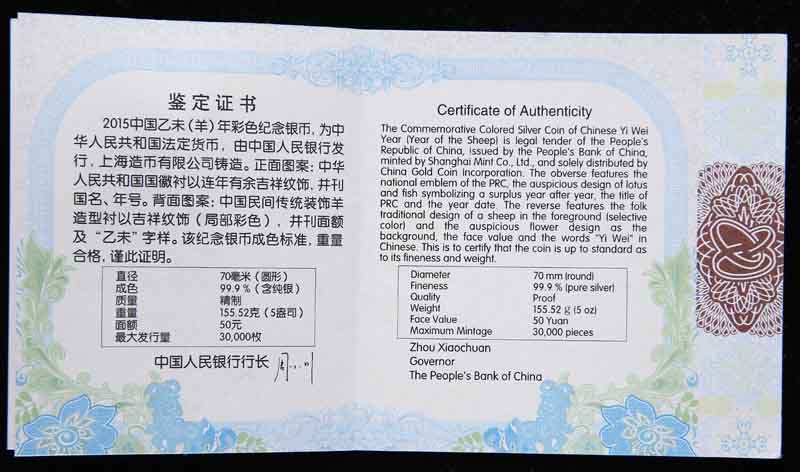 鉴定证书
2015中国乙未（羊）年彩色纪念银币，为中
华人民共和国法定货币，由中国人民银行发
行，上海造币有限公司铸造。正面图案：中华
人民共和国国徽衬以连年有余吉祥纹饰，并刊
国名、年号。背面图案：中国民间传统装饰羊
造型衬以吉祥纹饰（局部彩色），并刊面额
及“乙未”字样。该纪念银币成色标准，重量
合格，谨此证明。
直径 70毫米（圆形）
成色 99.9％（含纯银）
质量 精制
重量 155.52克（5盎司）
面额 50元
最大发行量 30,000枚
中国人民银行行长
Certificate of Authenticity
The Commemorative Colored Silver Coin of Chinese Yi Wei
Year (Year of the Sheep) is legal tender of the People's
Republic of China, issued by the People's Bank of China,
minted by Shanghai Mint Co., Ltd., and solely distributed by
China Gold Coin Incorporation. The obverse features the
national emblem of the PRC, the auspicious design of lotus
and fish symbolizing a surplus year after year, the title of
PRC and the year date. The reverse features the folk
traditional design of a sheep in the foreground (selective
color) and the auspicious flower design as the
background, the face value and the words "Yi Wei" in
Chinese. This is to certify that the coin is up to standard as
to its fineness and weight.
Diameter 70 mm (round)
Fineness 99.9 % (pure silver)
Quality Proof
Weight 155.52 g (5 oz)
Face Value 50 Yuan
Maximum Mintage 30,000 pieces
Zhou Xiaochuan
Governor
The People's Bank of China